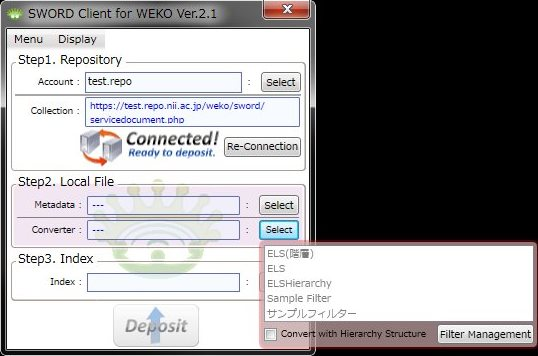 SWORD Client for WEKO Ver.2.1
Menu Display
Step1. Repository
Account : test.repo : Select
Collection : https://test.repo.nii.ac.jp/weko/sword/
servicedocument.php
Connected!
Ready to deposit.
Re-Connection
Step2. Local File
Metadata : --- : Select
Converter : --- : Select
ELS(階層)
ELS
ELSHierarchy
Sample Filter
サンプルフィルター
Convert with Hierarchy Structure Filter Management
Step3. Index
Index : :
Deposit